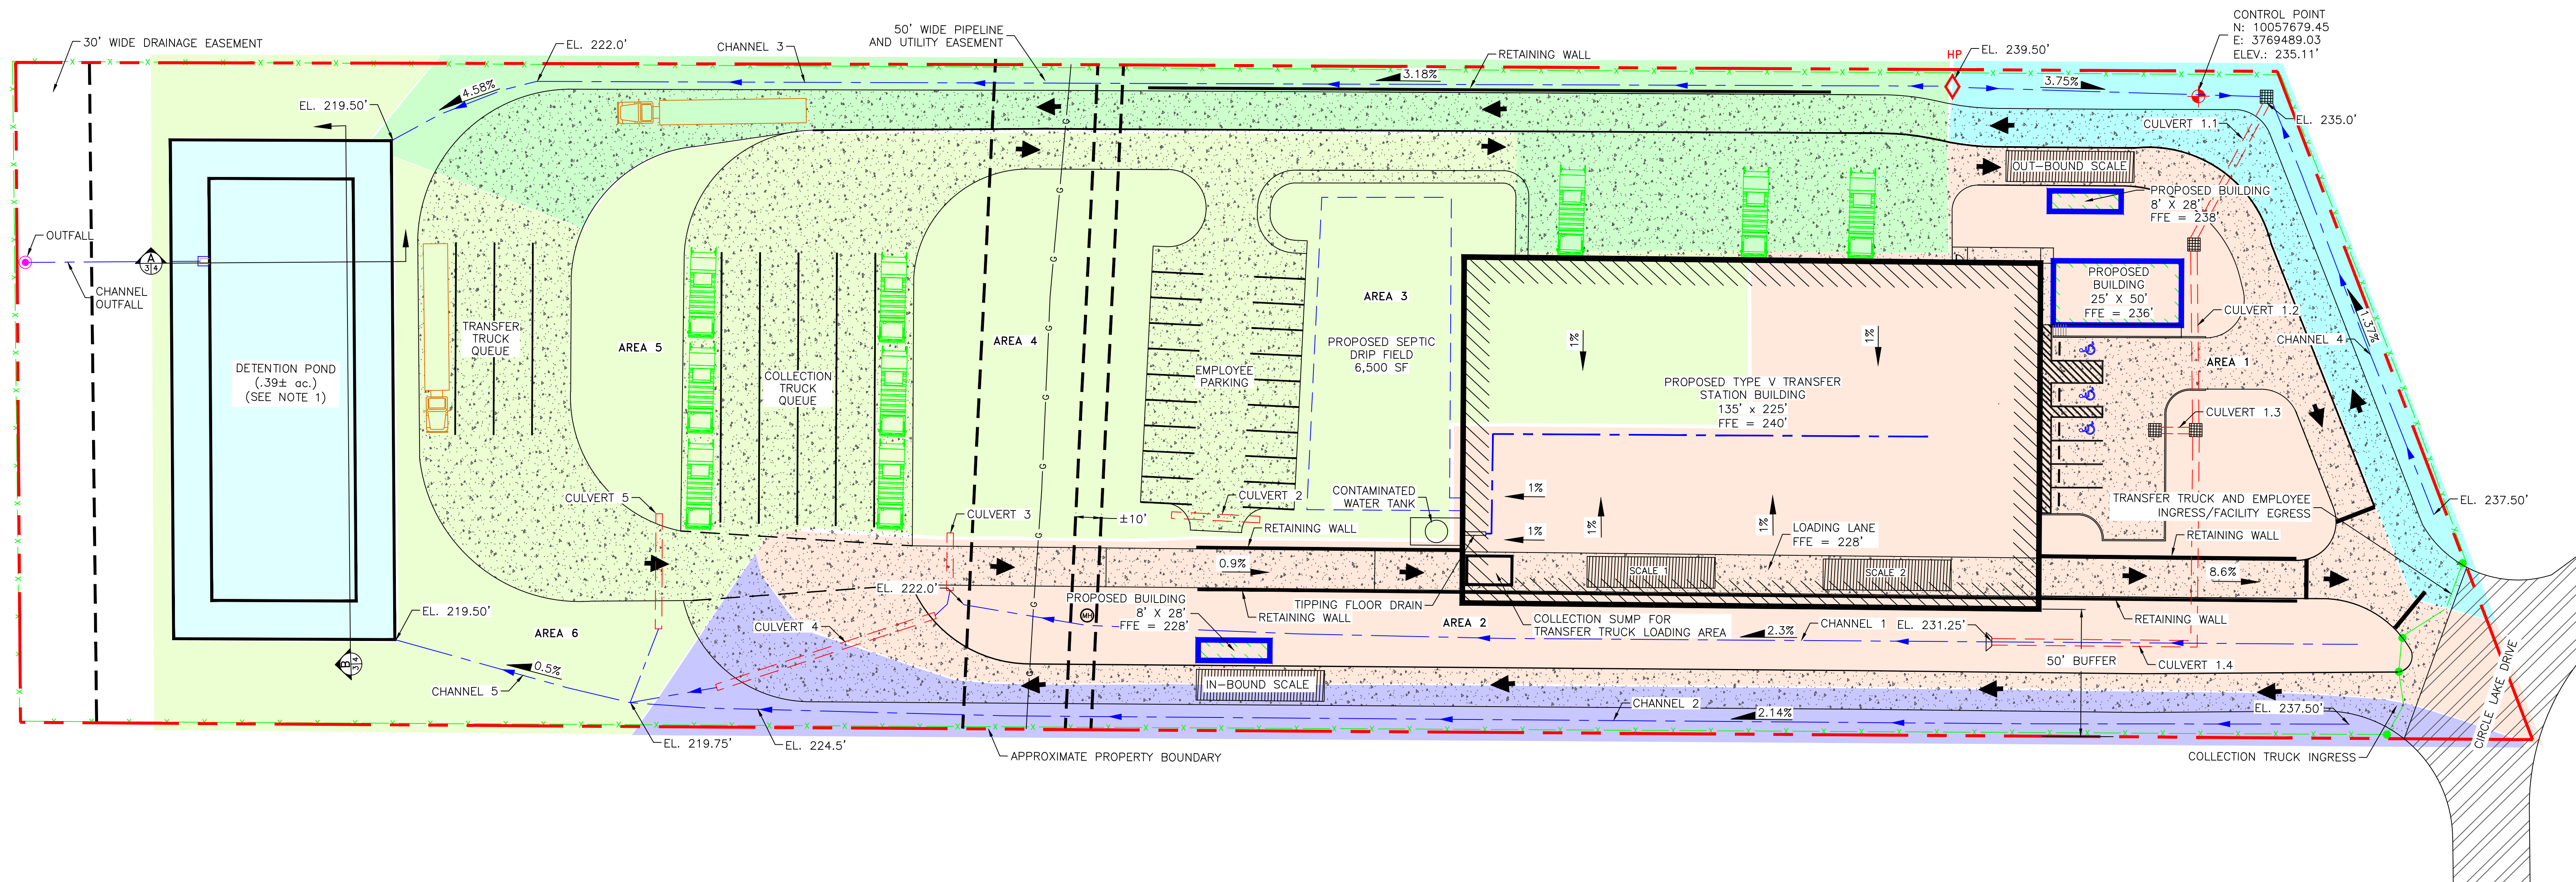 CONTROL POINT
N: 10057679.45
E: 3769489.03
ELEV.: 235.11'
30' WIDE DRAINAGE EASEMENT
EL. 222.0'
CHANNEL 3
50' WIDE PIPELINE
AND UTILITY EASEMENT
RETAINING WALL
HP
EL. 239.50'
3.18%
3.75%
4.58%
EL. 219.50'
CULVERT 1.1
EL. 235.0'
OUT-BOUND SCALE
PROPOSED BUILDING
8' X 28'
FFE = 238'
OUTFALL
A
3 4
CHANNEL
OUTFALL
G
G
G
G
G
G
G
PROPOSED
BUILDING
25' X 50'
FFE = 236'
CULVERT 1.2
1.37%
CHANNEL 4
AREA 3
AREA 4
AREA 5
AREA 1
TRANSFER
TRUCK
QUEUE
COLLECTION
TRUCK
QUEUE
EMPLOYEE
PARKING
PROPOSED SEPTIC
DRIP FIELD
6,500 SF
DETENTION POND
(.39± ac.)
(SEE NOTE 1)
1%
1%
PROPOSED TYPE V TRANSFER
STATION BUILDING
135' x 225'
FFE = 240'
CULVERT 1.3
CULVERT 5
CULVERT 3
CULVERT 2
±10'
CONTAMINATED
WATER TANK
RETAINING WALL
1%
1%
1%
1%
LOADING LANE
FFE = 228'
TRANSFER TRUCK AND EMPLOYEE
INGRESS/FACILITY EGRESS
EL. 237.50'
RETAINING WALL
0.9%
SCALE 1
SCALE 2
8.6%
EL. 222.0'
PROPOSED BUILDING
8' X 28'
FFE = 228'
MH
TIPPING FLOOR DRAIN
RETAINING WALL
AREA 2
COLLECTION SUMP FOR
TRANSFER TRUCK LOADING AREA
2.3%
CHANNEL 1
EL. 231.25'
RETAINING WALL
EL. 219.50'
AREA 6
CULVERT 4
B
3 4
0.5%
CHANNEL 5
50' BUFFER
CULVERT 1.4
IN-BOUND SCALE
CHANNEL 2
2.14%
EL. 237.50'
CIRCLE LAKE DRIVE
EL. 219.75'
EL. 224.5'
APPROXIMATE PROPERTY BOUNDARY
COLLECTION TRUCK INGRESS